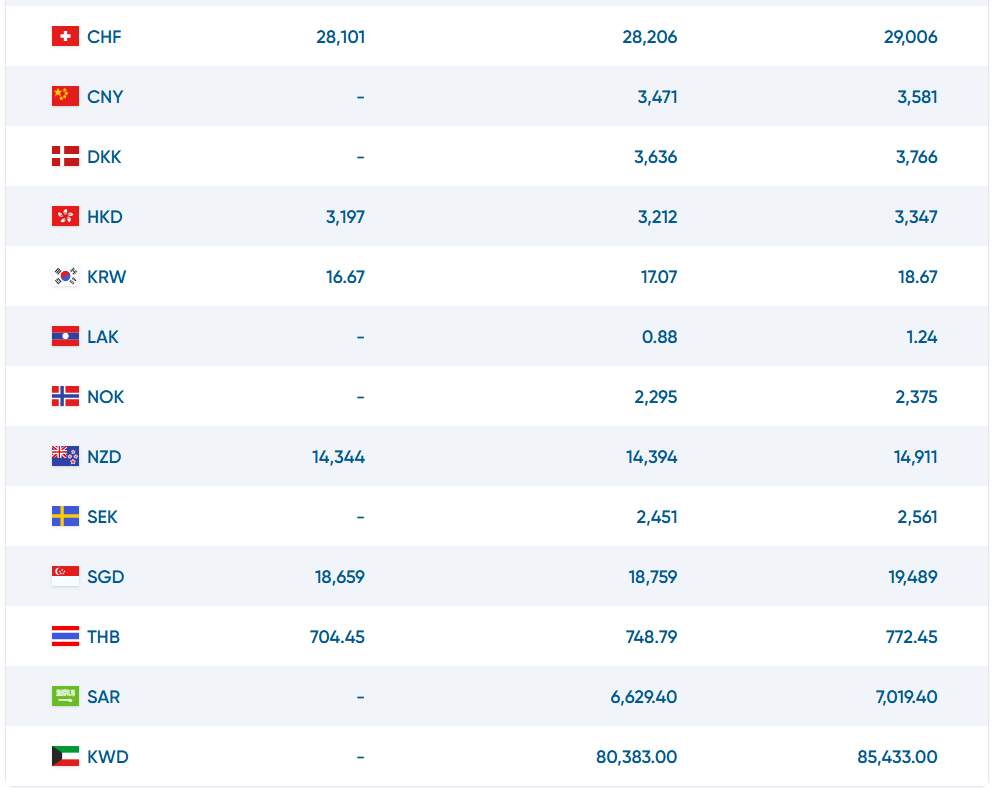 CHF 28,101 28,206 29,006
CNY - 3,471 3,581
DKK - 3,636 3,766
HKD 3,197 3,212 3,347
KRW 16.67 17.07 18.67
LAK - 0.88 1.24
NOK - 2,295 2,375
NZD 14,344 14,394 14,911
SEK - 2,451 2,561
SGD 18,659 18,759 19,489
THB 704.45 748.79 772.45
SAR - 6,629.40 7,019.40
KWD - 80,383.00 85,433.00